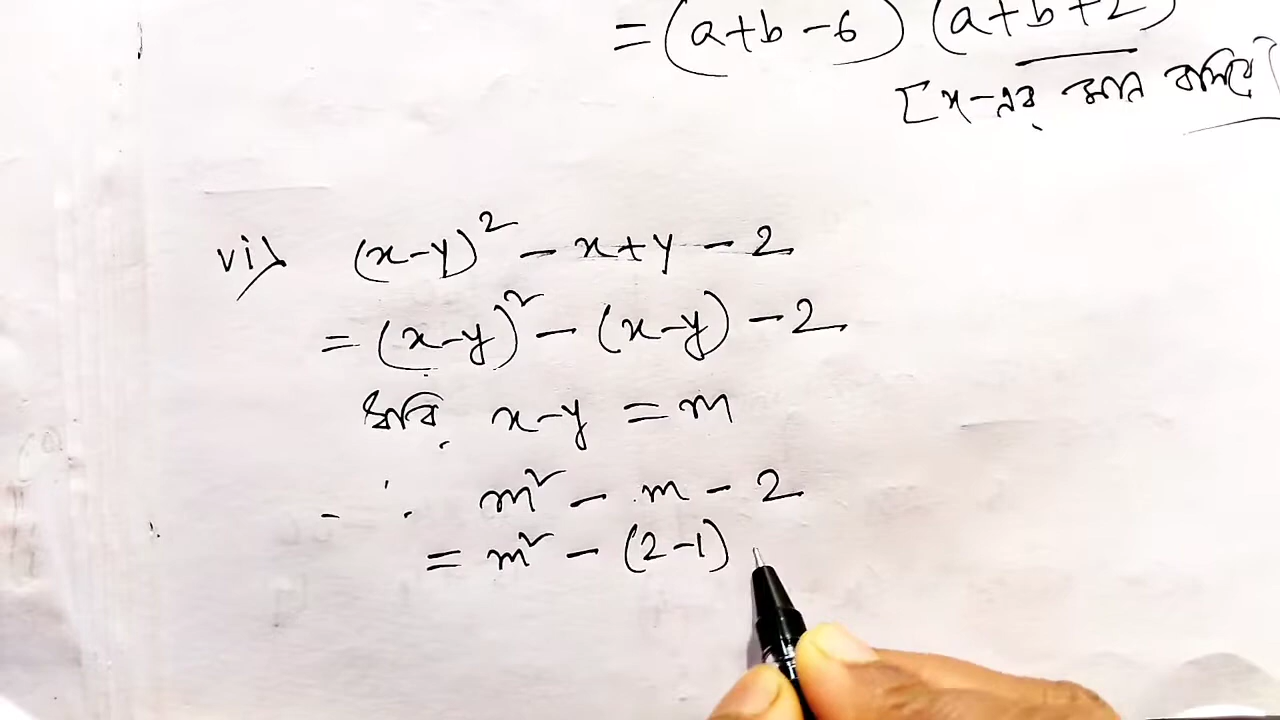 = (a+b-6) (a+b+2)
[x-এর মান বসিয়ে]
vi) (x-y)² - x+y - 2
= (x-y)² - (x-y) - 2
ধরি, x-y = m
∴ m² - m - 2
= m² - (2-1)